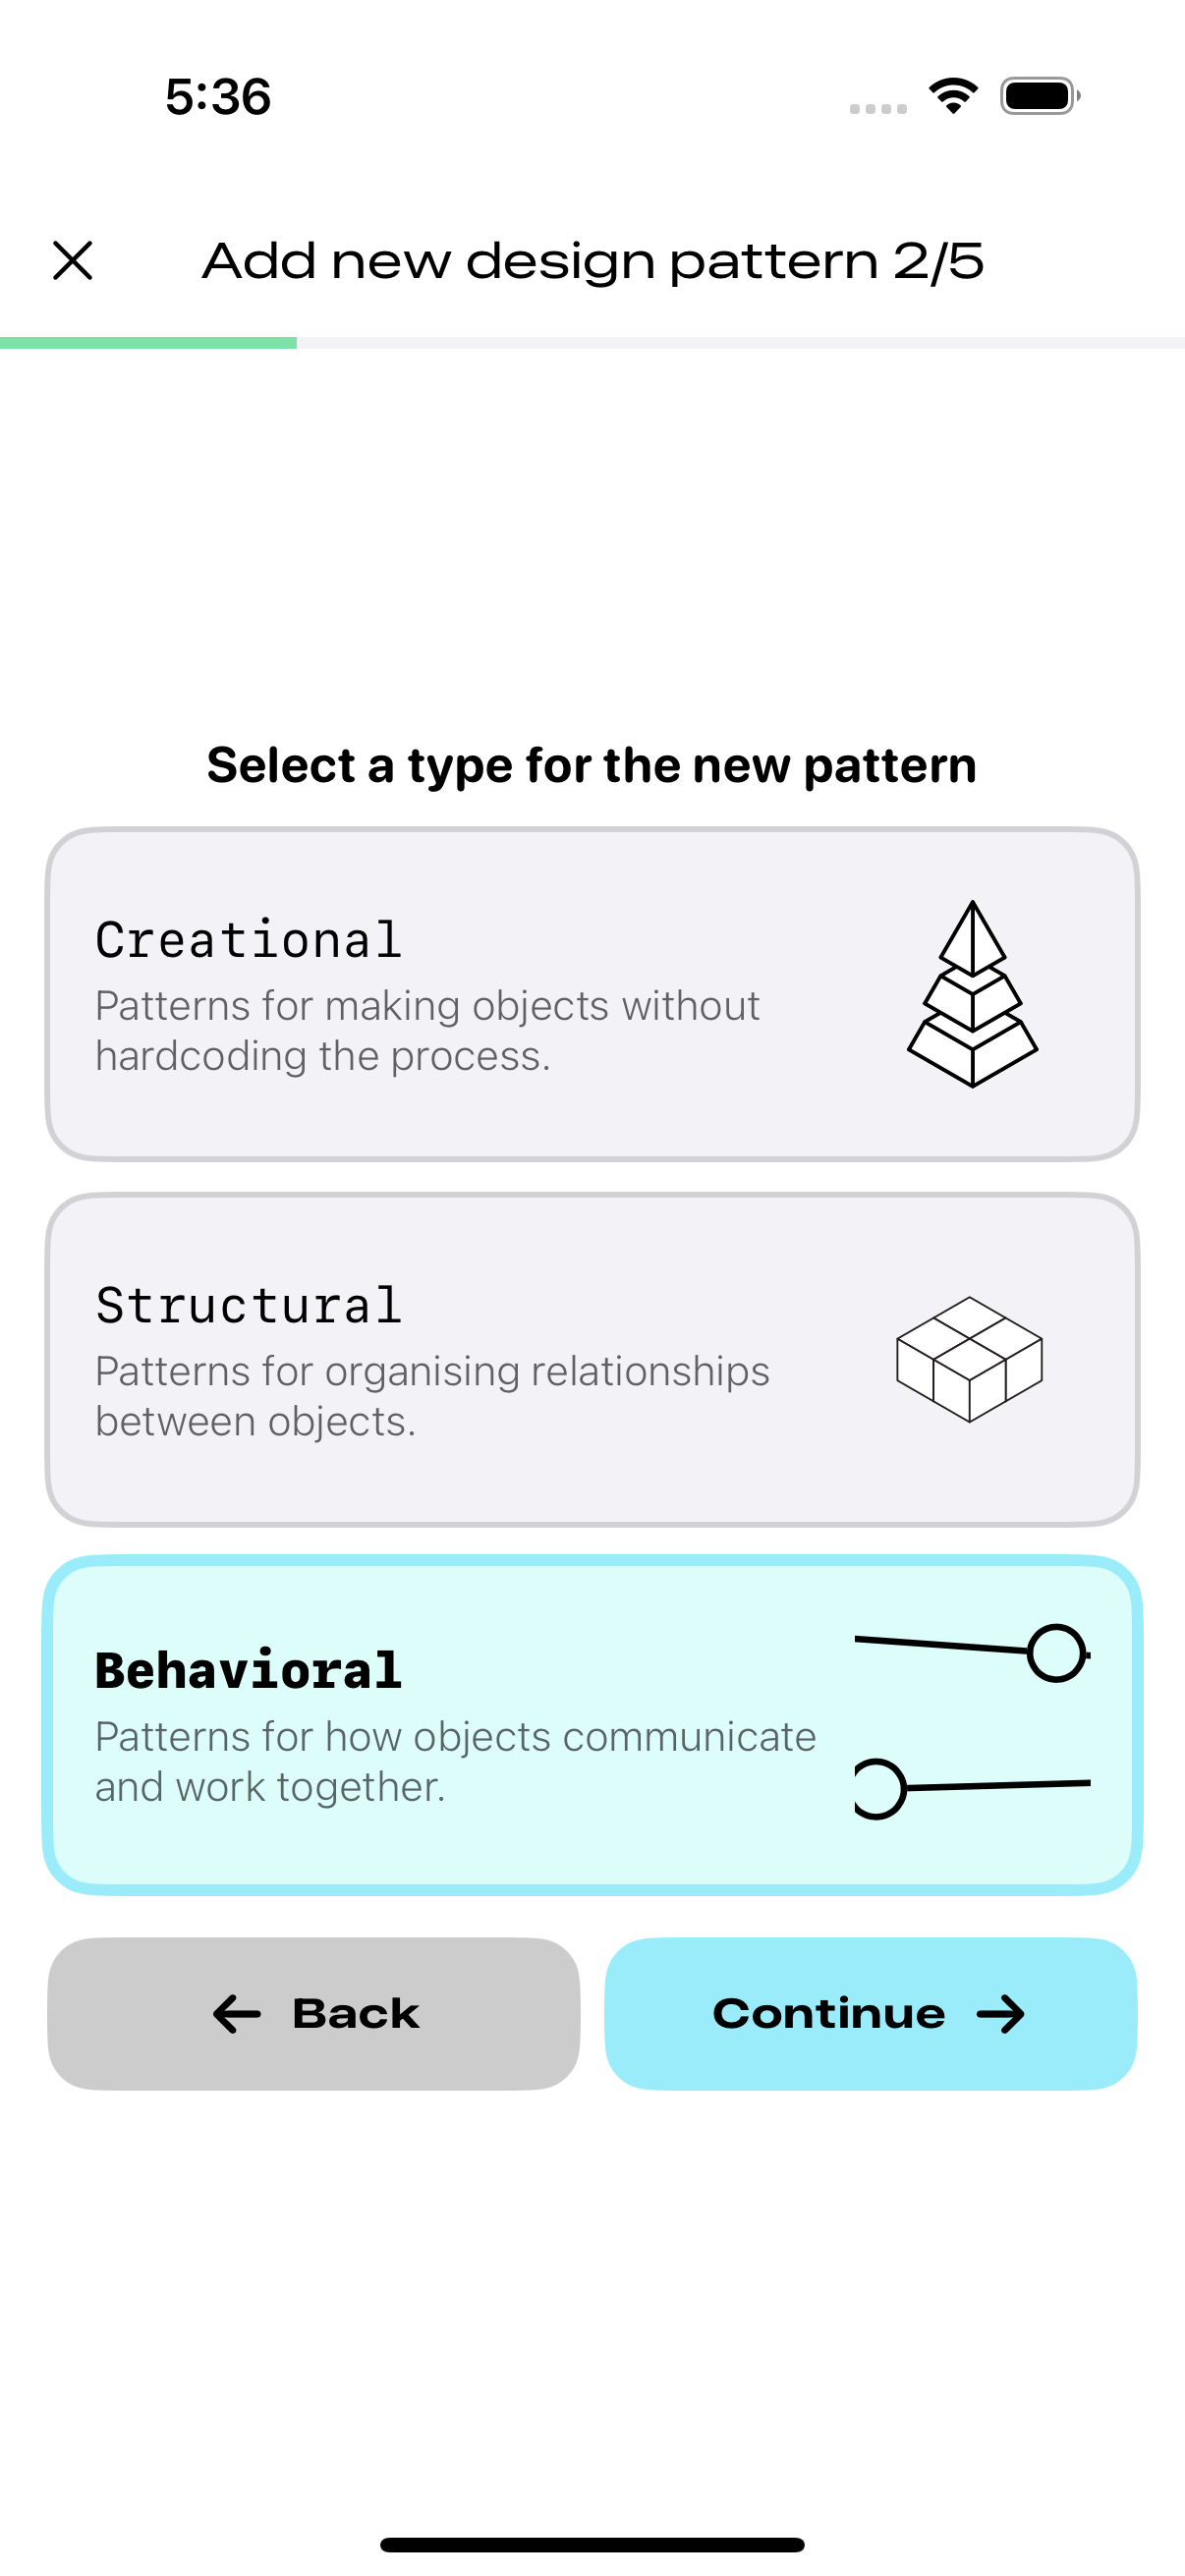 5:36
Add new design pattern 2/5
Select a type for the new pattern
Creational
Patterns for making objects without
hardcoding the process.
Structural
Patterns for organising relationships
between objects.
Behavioral
Patterns for how objects communicate
and work together.
Back
Continue